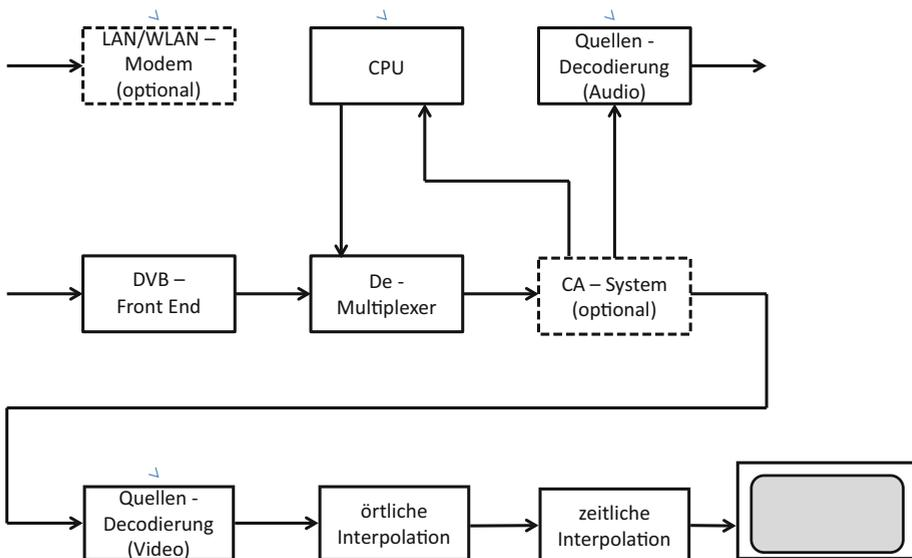 LAN/WLAN –
Modem
(optional)
CPU
Quellen -
Decodierung
(Audio)
DVB –
Front End
De -
Multiplexer
CA – System
(optional)
Quellen -
Decodierung
(Video)
örtliche
Interpolation
zeitliche
Interpolation